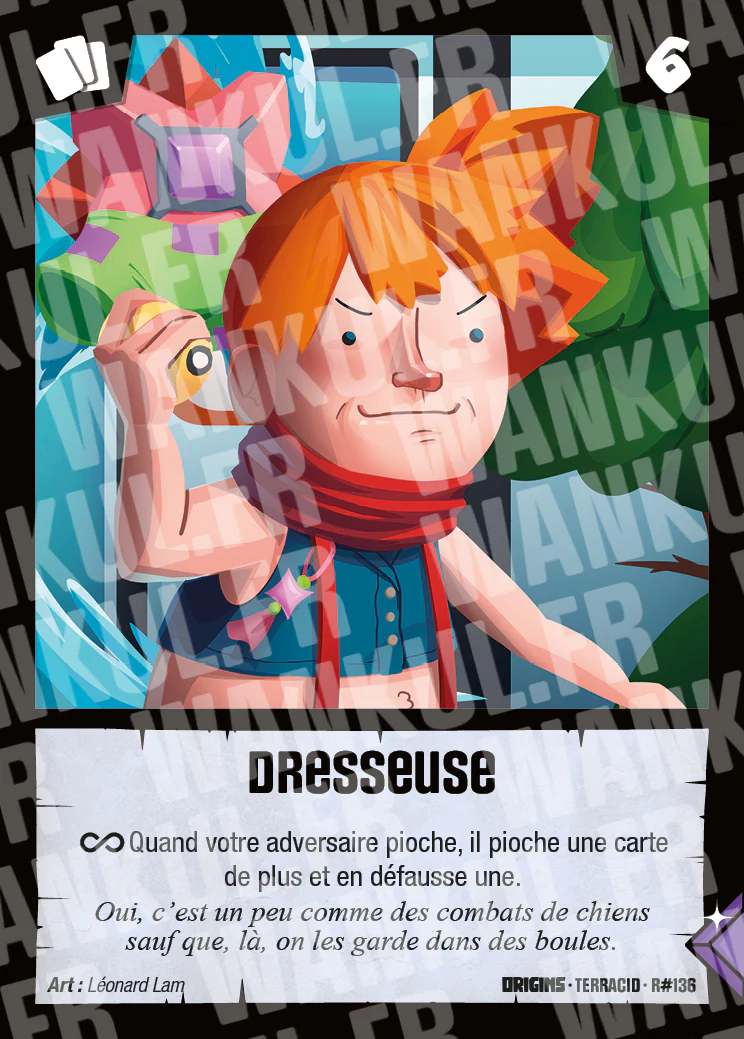 6
DRESSEUSE
∞ Quand votre adversaire pioche, il pioche une carte
de plus et en défausse une.
Oui, c’est un peu comme des combats de chiens
sauf que, là, on les garde dans des boules.
Art : Léonard Lam
ORIGINS · TERRACID · R#136
WANKUL.FR